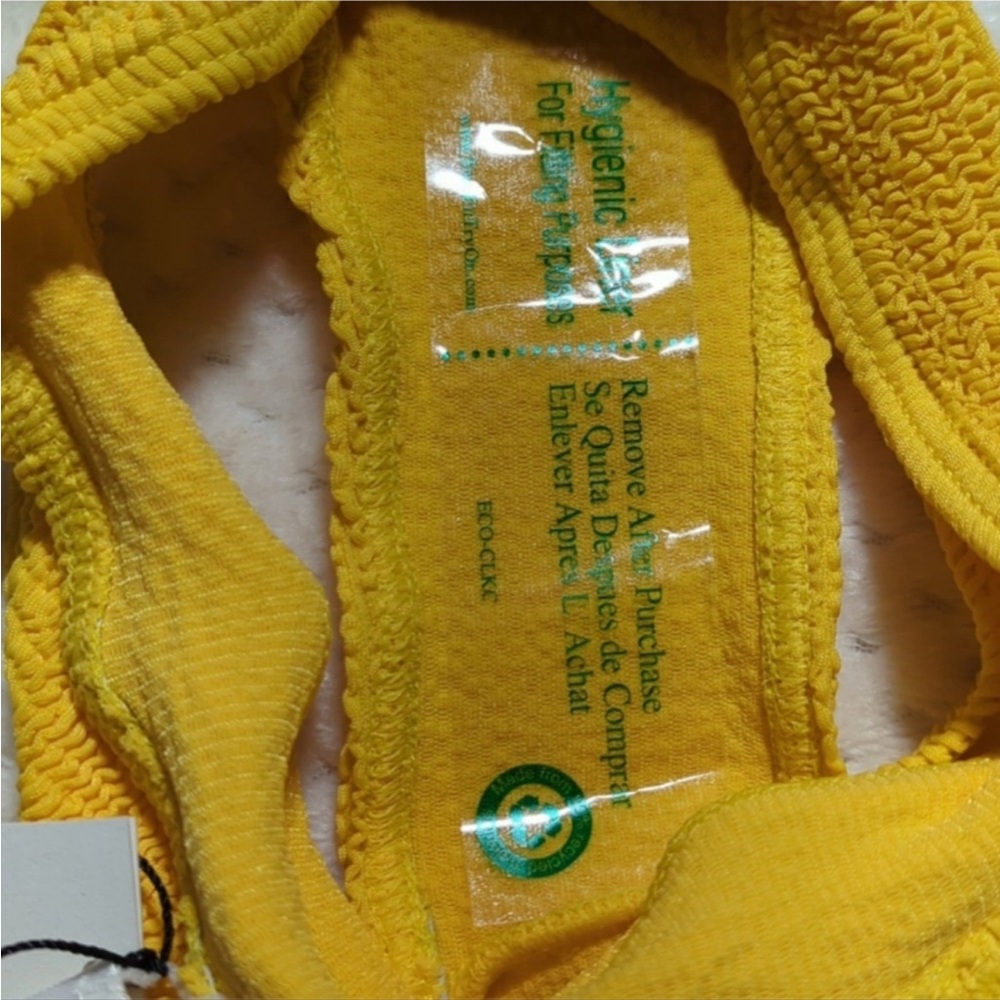 Hygienic Liner
For Fitting Purposes
Remove After Purchase
Se Quita Despues de Comprar
Enlever Apres L' Achat
ECO-CLKC
Made from
recycled